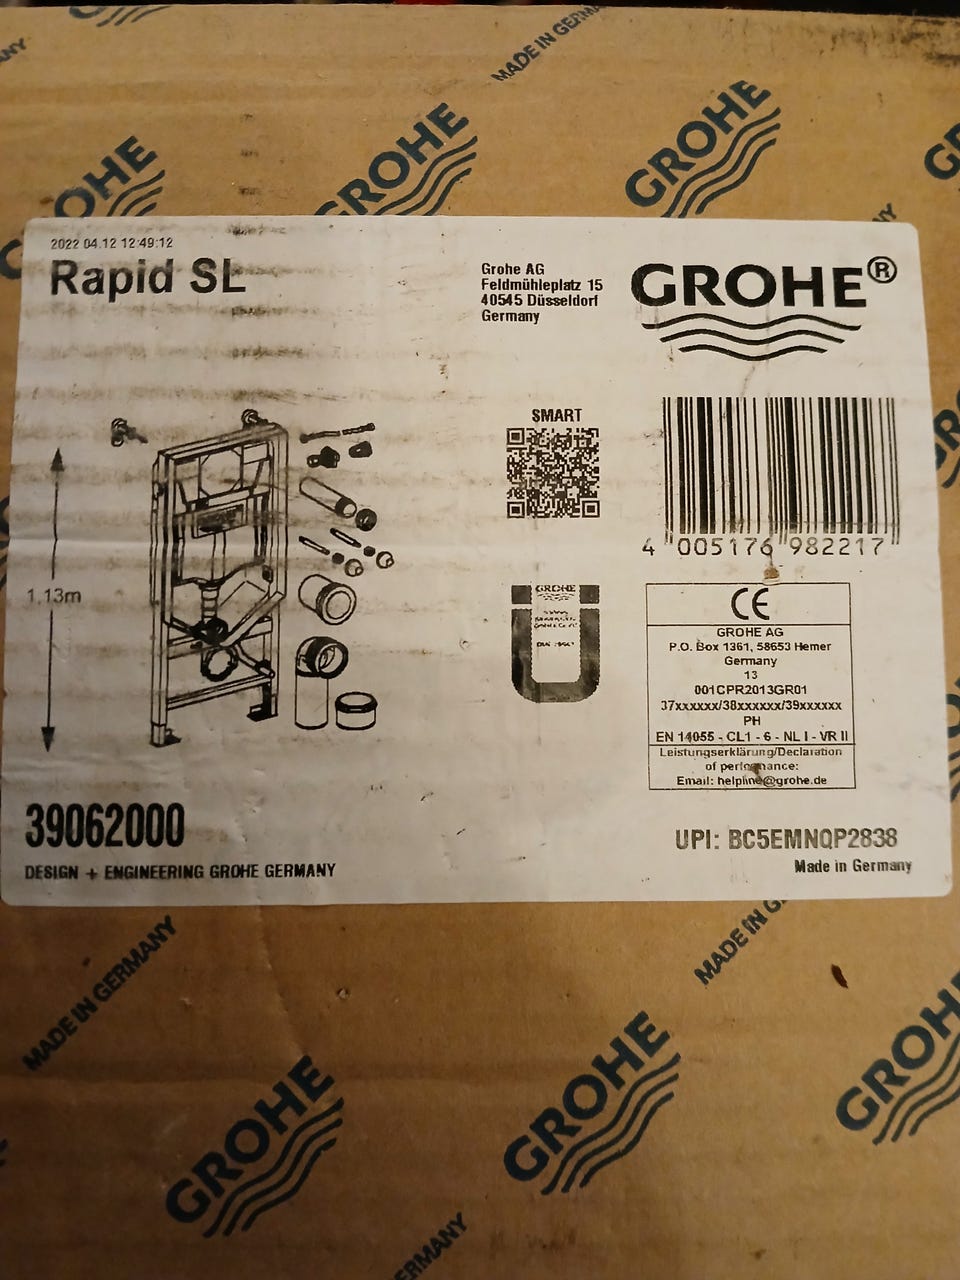 MADE IN GERMA
GROHE
GROHE
GROHE
2022 04.12 12:49:12
Rapid SL
Grohe AG
Feldmühleplatz 15
40545 Düsseldorf
Germany
GROHE®
SMART
4 005176 982217
1,13m
GROHE
CE
GROHE AG
P.O. Box 1361, 58653 Hemer
Germany
13
001CPR2013GR01
37xxxxxx/38xxxxxx/39xxxxxx
PH
EN 14055 - CL1 - 6 - NL I - VR II
Leistungserklärung/Declaration
of performance:
Email: helpline@grohe.de
39062000
DESIGN + ENGINEERING GROHE GERMANY
UPI: BC5EMNQP2838
Made in Germany
MADE IN GERMANY
MADE IN G
GROHE
GROHE
GROHE
ERMANY